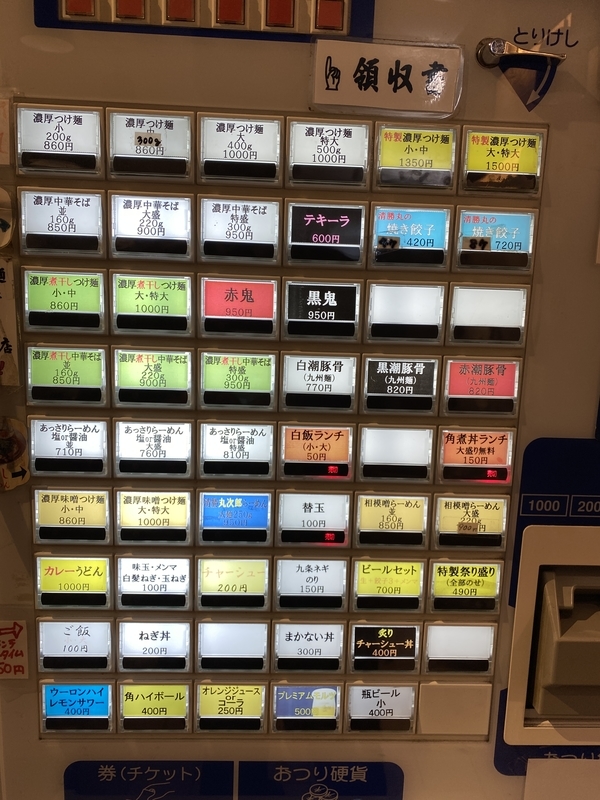 とりけし
領収書
濃厚つけ麺
小
200g
860円
濃厚つけ麺
中
300g
860円
濃厚つけ麺
大
400g
1000円
濃厚つけ麺
特大
500g
1000円
特製濃厚つけ麺
小・中
1350円
特製濃厚つけ麺
大・特大
1500円
濃厚中華そば
並
160g
850円
濃厚中華そば
大盛
220g
900円
濃厚中華そば
特盛
300g
950円
テキーラ
600円
清勝丸の
焼き餃子
420円
清勝丸の
焼き餃子
720円
濃厚煮干しつけ麺
小・中
860円
濃厚煮干しつけ麺
大・特大
1000円
赤鬼
950円
黒鬼
950円
濃厚煮干し中華そば
並
160g
850円
濃厚煮干し中華そば
大盛
220g
900円
濃厚煮干し中華そば
特盛
300g
950円
白潮豚骨
（九州麺）
770円
黒潮豚骨
（九州麺）
820円
赤潮豚骨
（九州麺）
820円
あっさりらーめん
塩or醤油
並
710円
あっさりらーめん
塩or醤油
大盛
760円
あっさりらーめん
塩or醤油
特盛
810円
白飯ランチ
（小・大）
50円
角煮丼ランチ
大盛り無料
150円
濃厚味噌つけ麺
小・中
860円
濃厚味噌つけ麺
大・特大
1000円
丸次郎
替玉
100円
相模噌らーめん
並
160g
850円
相模噌らーめん
大盛
220g
900円
カレーうどん
1000円
味玉・メンマ
白髪ねぎ・玉ねぎ
100円
チャーシュー
200円
九条ネギ
のり
150円
ビールセット
700円
特製祭り盛り
（全部のせ）
490円
ご飯
100円
ねぎ丼
200円
まかない丼
300円
炙り
チャーシュー丼
400円
ウーロンハイ
レモンサワー
400円
角ハイボール
400円
オレンジジュース
or
コーラ
250円
プレミアムモルツ
500円
瓶ビール
小
400円
1000
200
券（チケット）
おつり硬貨